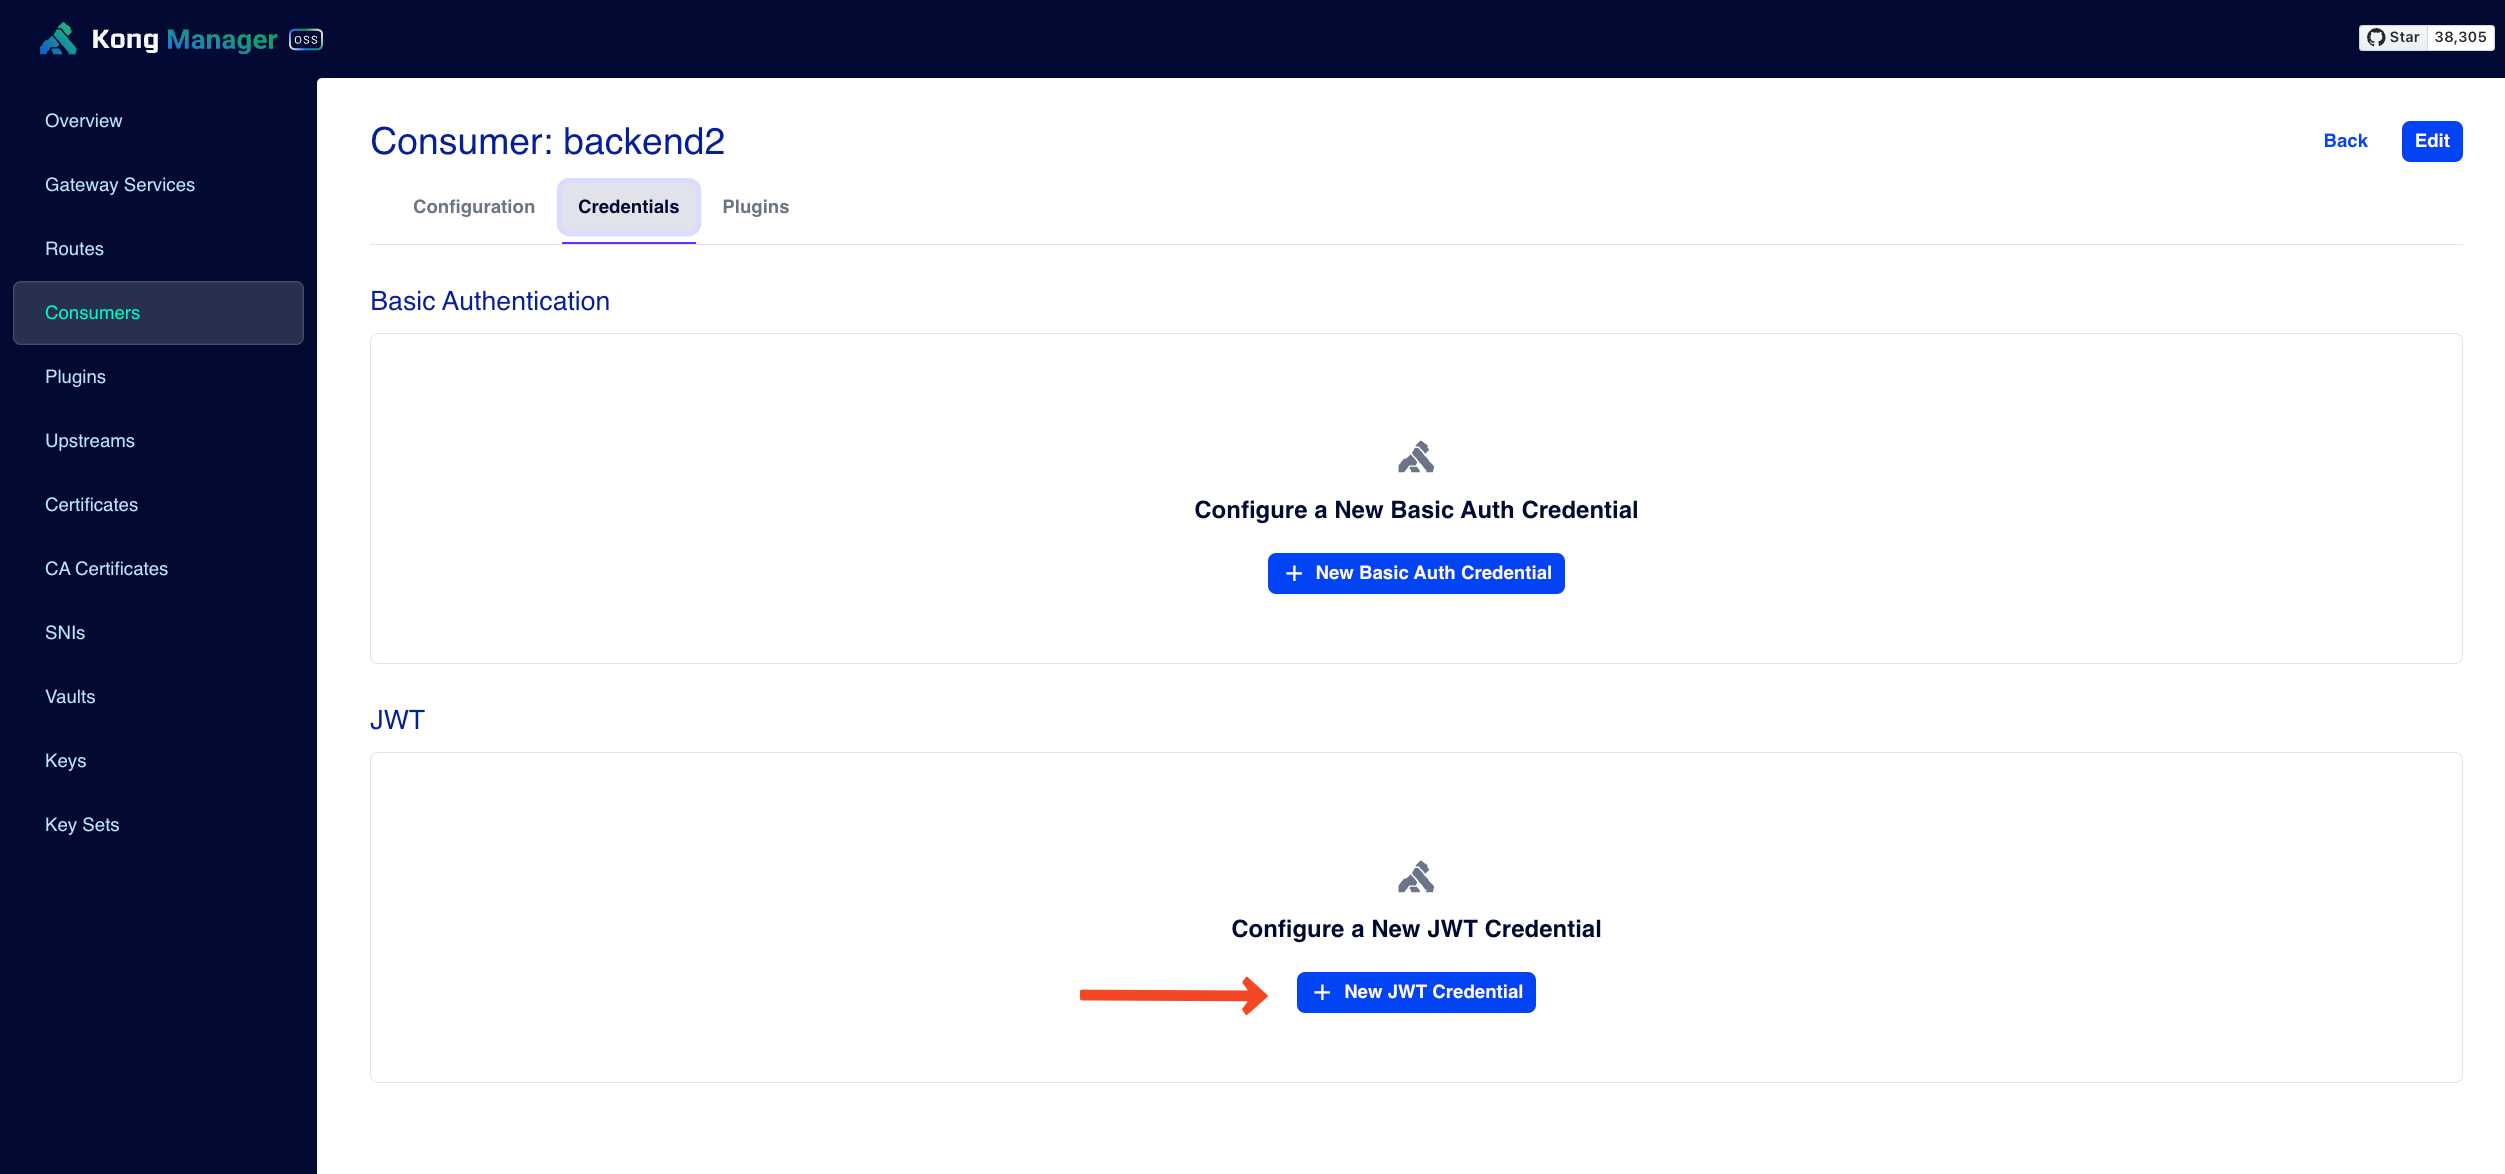 Kong Manager OSS
Star 38,305
Overview
Gateway Services
Routes
Consumers
Plugins
Upstreams
Certificates
CA Certificates
SNIs
Vaults
Keys
Key Sets
Consumer: backend2
Back Edit
Configuration Credentials Plugins
Basic Authentication
Configure a New Basic Auth Credential
New Basic Auth Credential
JWT
Configure a New JWT Credential
New JWT Credential